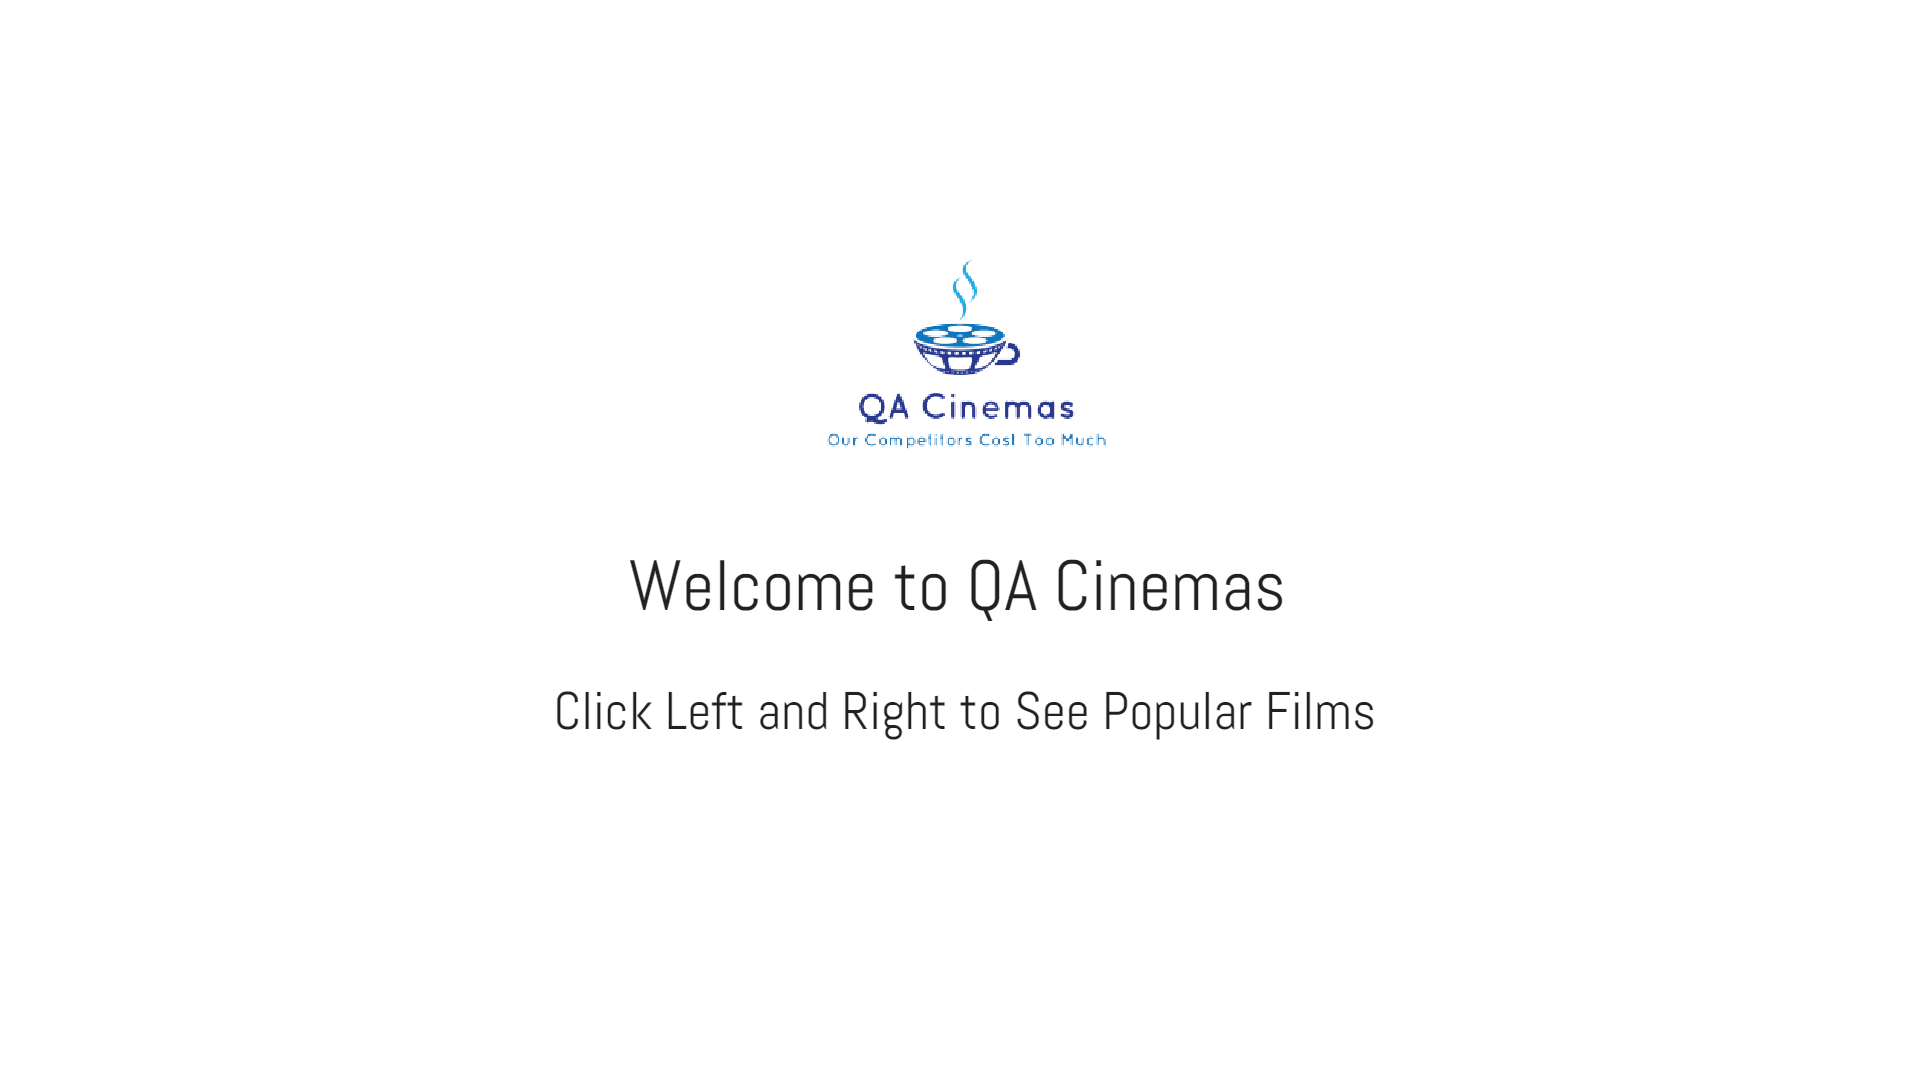 QA Cinemas
Our Competitors Cost Too Much
Welcome to QA Cinemas
Click Left and Right to See Popular Films